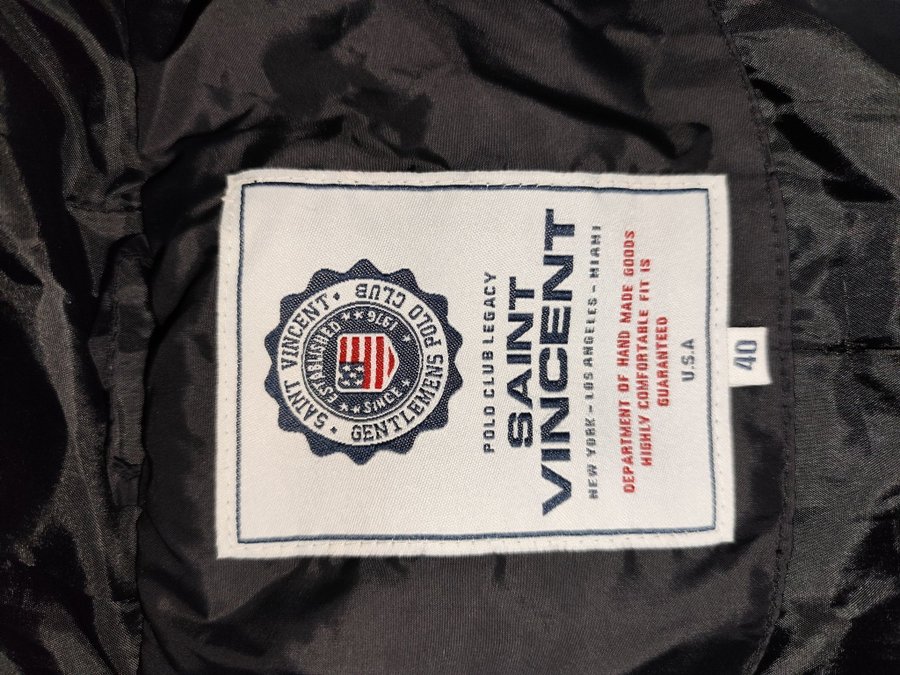 SAINT VINCENT •
GENTLEMENS POLO CLUB •
ESTABLISHED
1976
SINCE
POLO CLUB LEGACY
SAINT
VINCENT
NEW YORK - LOS ANGELES - MIAMI
DEPARTMENT OF HAND MADE GOODS
HIGHLY COMFORTABLE FIT IS
GUARANTEED
U.S.A
40